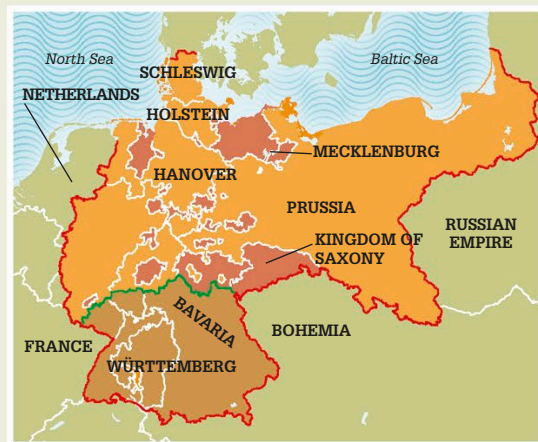 North Sea
Baltic Sea
SCHLESWIG
NETHERLANDS
HOLSTEIN
MECKLENBURG
HANOVER
PRUSSIA
RUSSIAN
EMPIRE
KINGDOM OF
SAXONY
BAVARIA
BOHEMIA
FRANCE
WÜRTTEMBERG